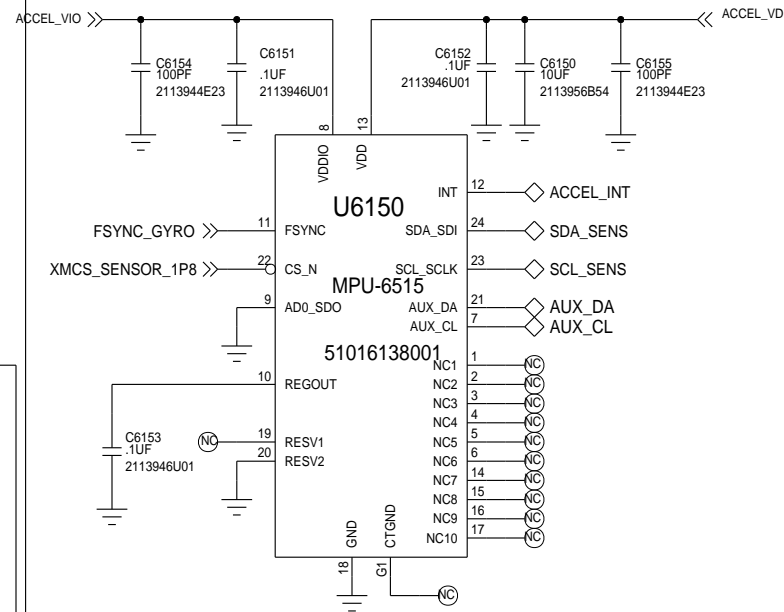 ACCEL_VIO
ACCEL_VD
C6154
100PF
2113944E23
C6151
.1UF
2113946U01
C6152
.1UF
2113946U01
C6150
10UF
2113956B54
C6155
100PF
2113944E23
8
13
VDDIO
VDD
U6150
MPU-6515
51016138001
FSYNC_GYRO
11
FSYNC
XMCS_SENSOR_1P8
22
CS_N
9
AD0_SDO
10
REGOUT
C6153
.1UF
2113946U01
NC
19
RESV1
20
RESV2
INT
12
ACCEL_INT
SDA_SDI
24
SDA_SENS
SCL_SCLK
23
SCL_SENS
AUX_DA
21
AUX_DA
AUX_CL
7
AUX_CL
NC1
1
NC
NC2
2
NC
NC3
3
NC
NC4
4
NC
NC5
5
NC
NC6
6
NC
NC7
14
NC
NC8
15
NC
NC9
16
NC
NC10
17
NC
GND
CTGND
18
G1
NC